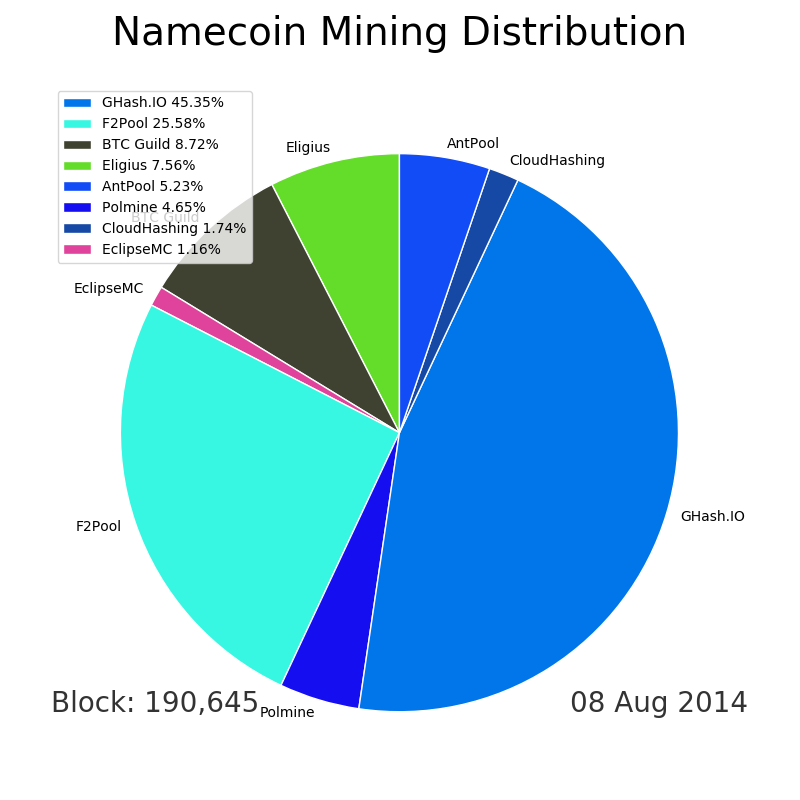 Namecoin Mining Distribution
GHash.IO 45.35%
F2Pool 25.58%
BTC Guild 8.72%
Eligius 7.56%
AntPool 5.23%
Polmine 4.65%
CloudHashing 1.74%
EclipseMC 1.16%
Eligius
AntPool
CloudHashing
BTC Guild
EclipseMC
GHash.IO
F2Pool
Polmine
Block: 190,645
08 Aug 2014